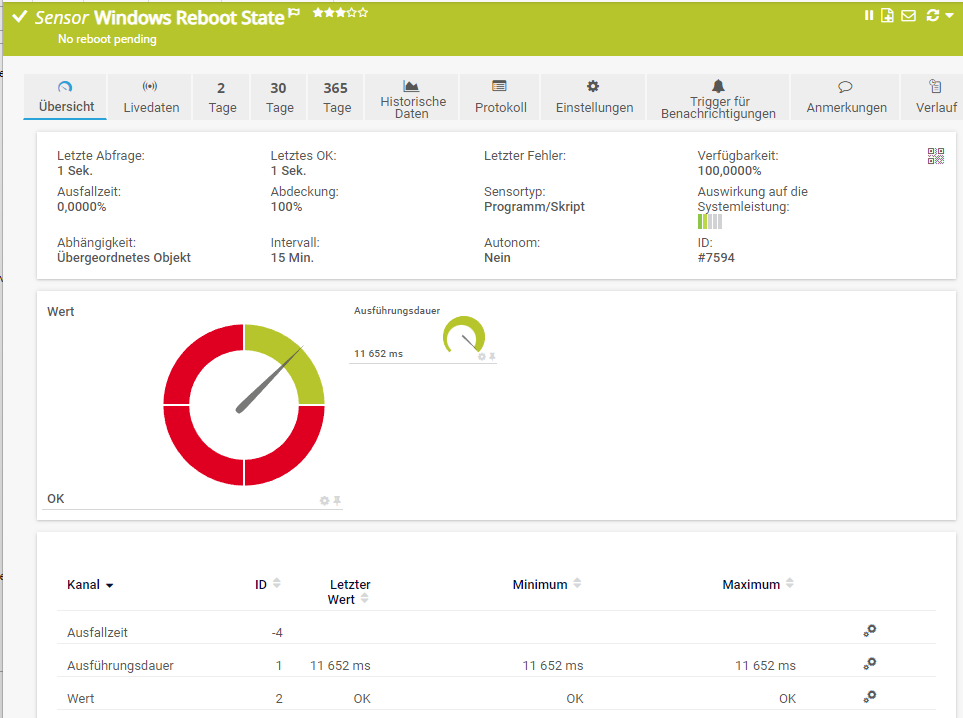 Sensor Windows Reboot State
No reboot pending
Übersicht
Livedaten
2 Tage
30 Tage
365 Tage
Historische Daten
Protokoll
Einstellungen
Trigger für Benachrichtigungen
Anmerkungen
Verlauf
Letzte Abfrage: Letztes OK: Letzter Fehler: Verfügbarkeit:
1 Sek. 1 Sek. 100,0000%
Ausfallzeit: Abdeckung: Sensortyp: Auswirkung auf die
0,0000% 100% Programm/Skript Systemleistung:
Abhängigkeit: Intervall: Autonom: ID:
Übergeordnetes Objekt 15 Min. Nein #7594
Wert
Ausführungsdauer
11 652 ms
OK
Kanal ID Letzter Wert Minimum Maximum
Ausfallzeit -4
Ausführungsdauer 1 11 652 ms 11 652 ms 11 652 ms
Wert 2 OK OK OK